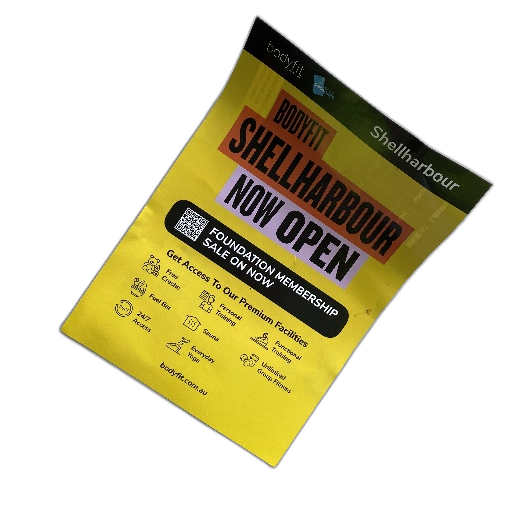 bodyfit
Shellharbour
BODYFIT
SHELLHARBOUR
NOW OPEN
FOUNDATION MEMBERSHIP
SALE ON NOW
Get Access To Our Premium Facilities
Free
Creche
Personal
Training
Functional
Training
Fuel Bar
Sauna
Unlimited
Group Fitness
24/7
Access
Everyday
Yoga
bodyfit.com.au